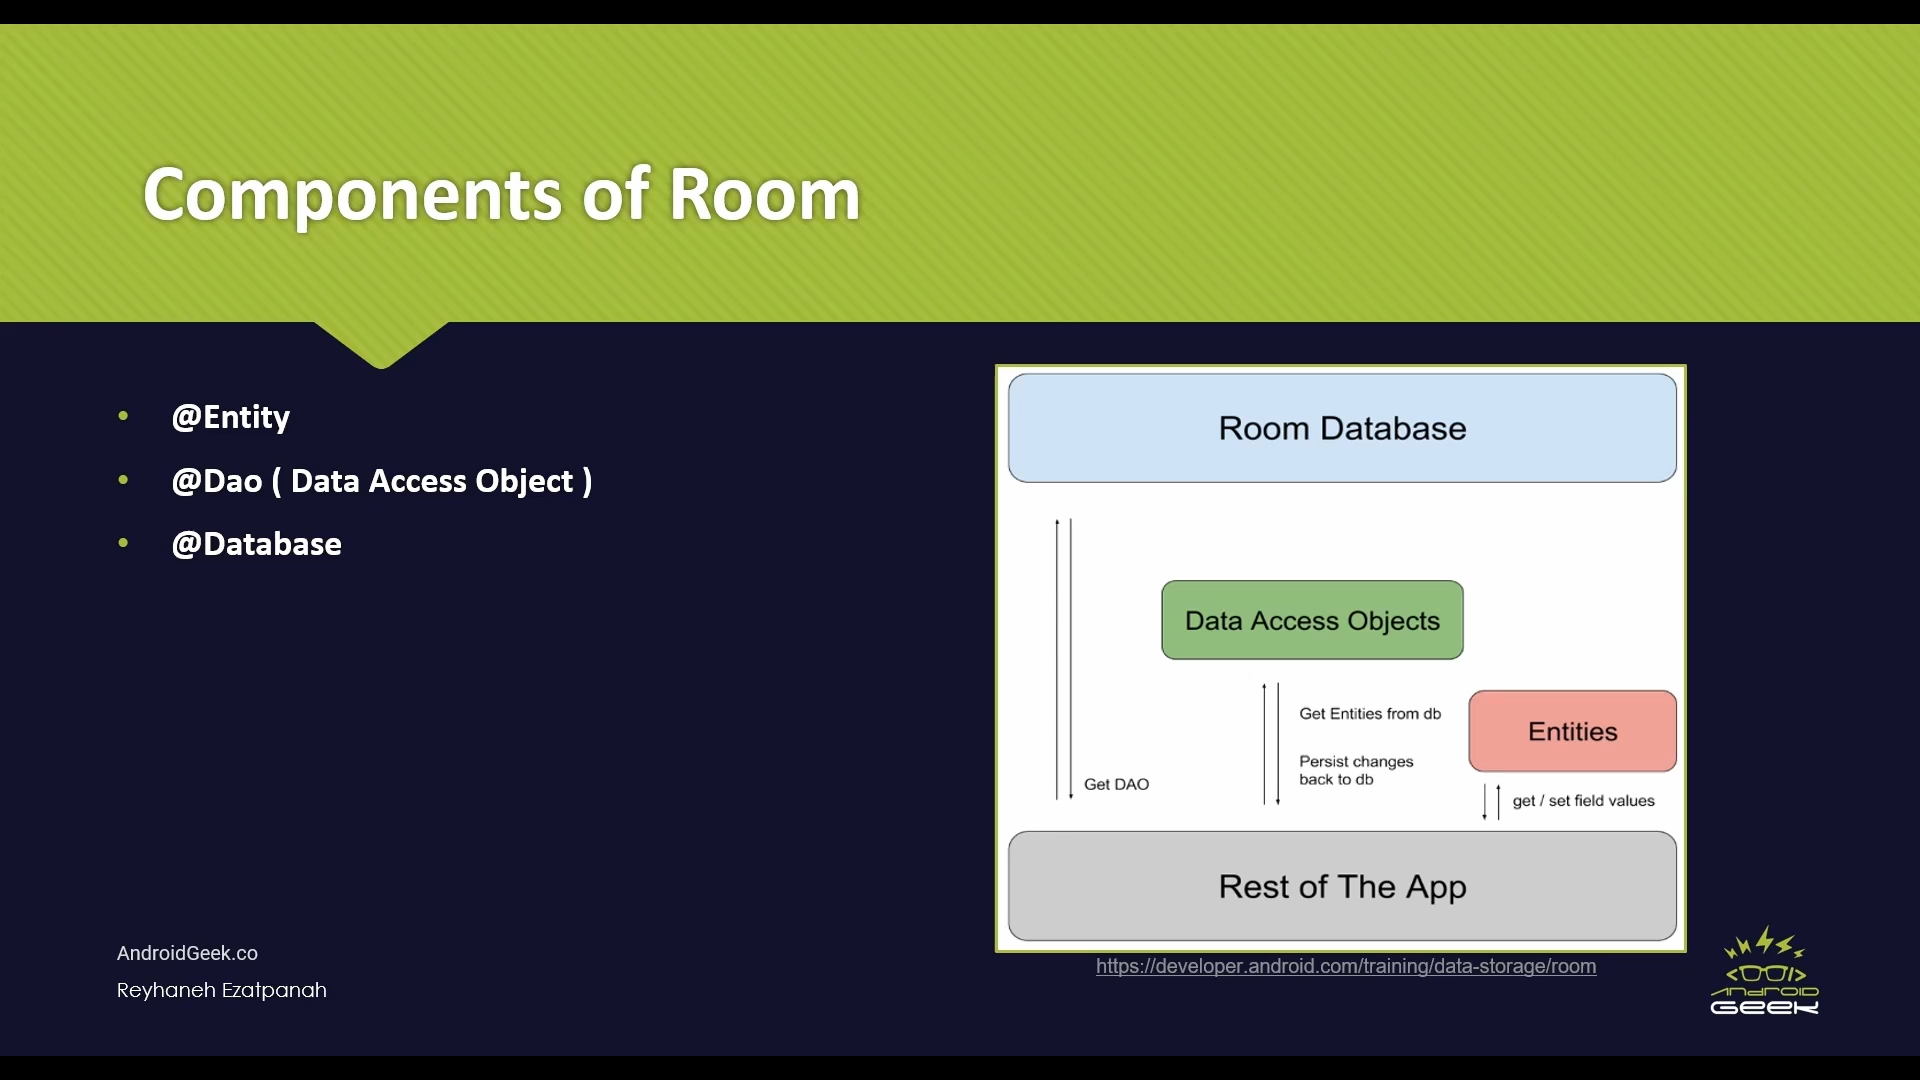 Components of Room
• @Entity
• @Dao ( Data Access Object )
• @Database
Room Database
Data Access Objects
Get Entities from db
Entities
Persist changes
back to db
Get DAO
get / set field values
Rest of The App
https://developer.android.com/training/data-storage/room
AndroidGeek.co
Reyhaneh Ezatpanah
ANDROID
GEEK